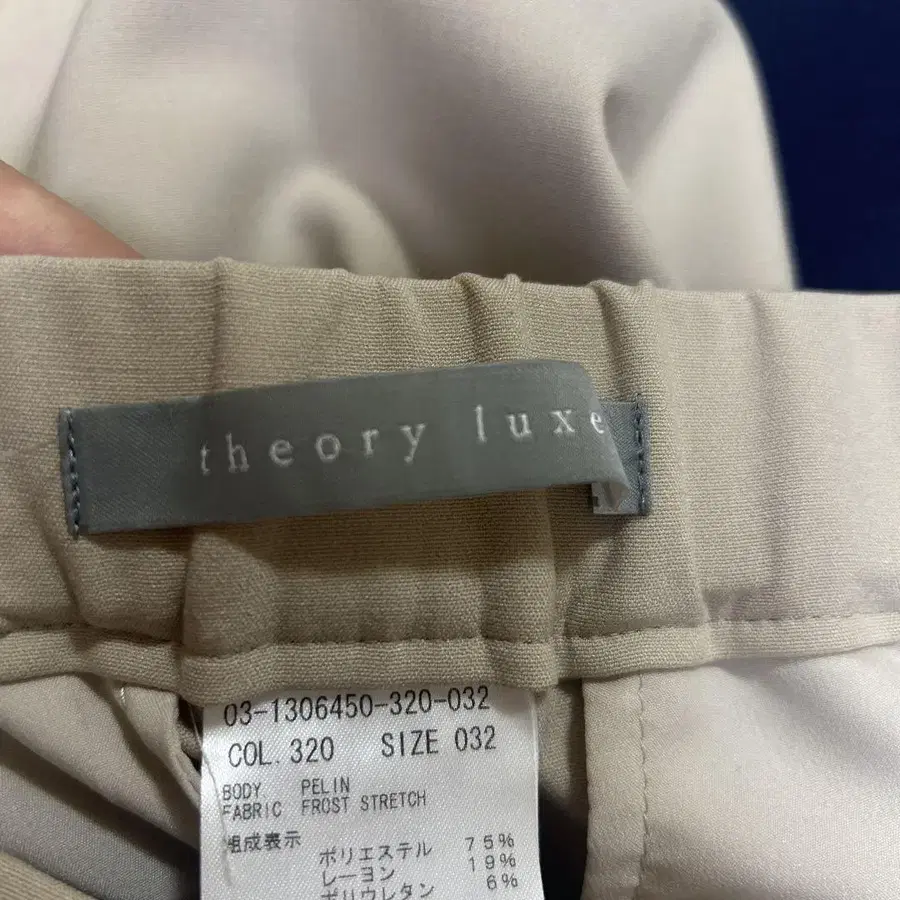 theory luxe
03-1306450-320-032
COL. 320 SIZE 032
BODY PELIN
FABRIC FROST STRETCH
組成表示
ポリエステル 75%
レーヨン 19%
ポリウレタン 6%